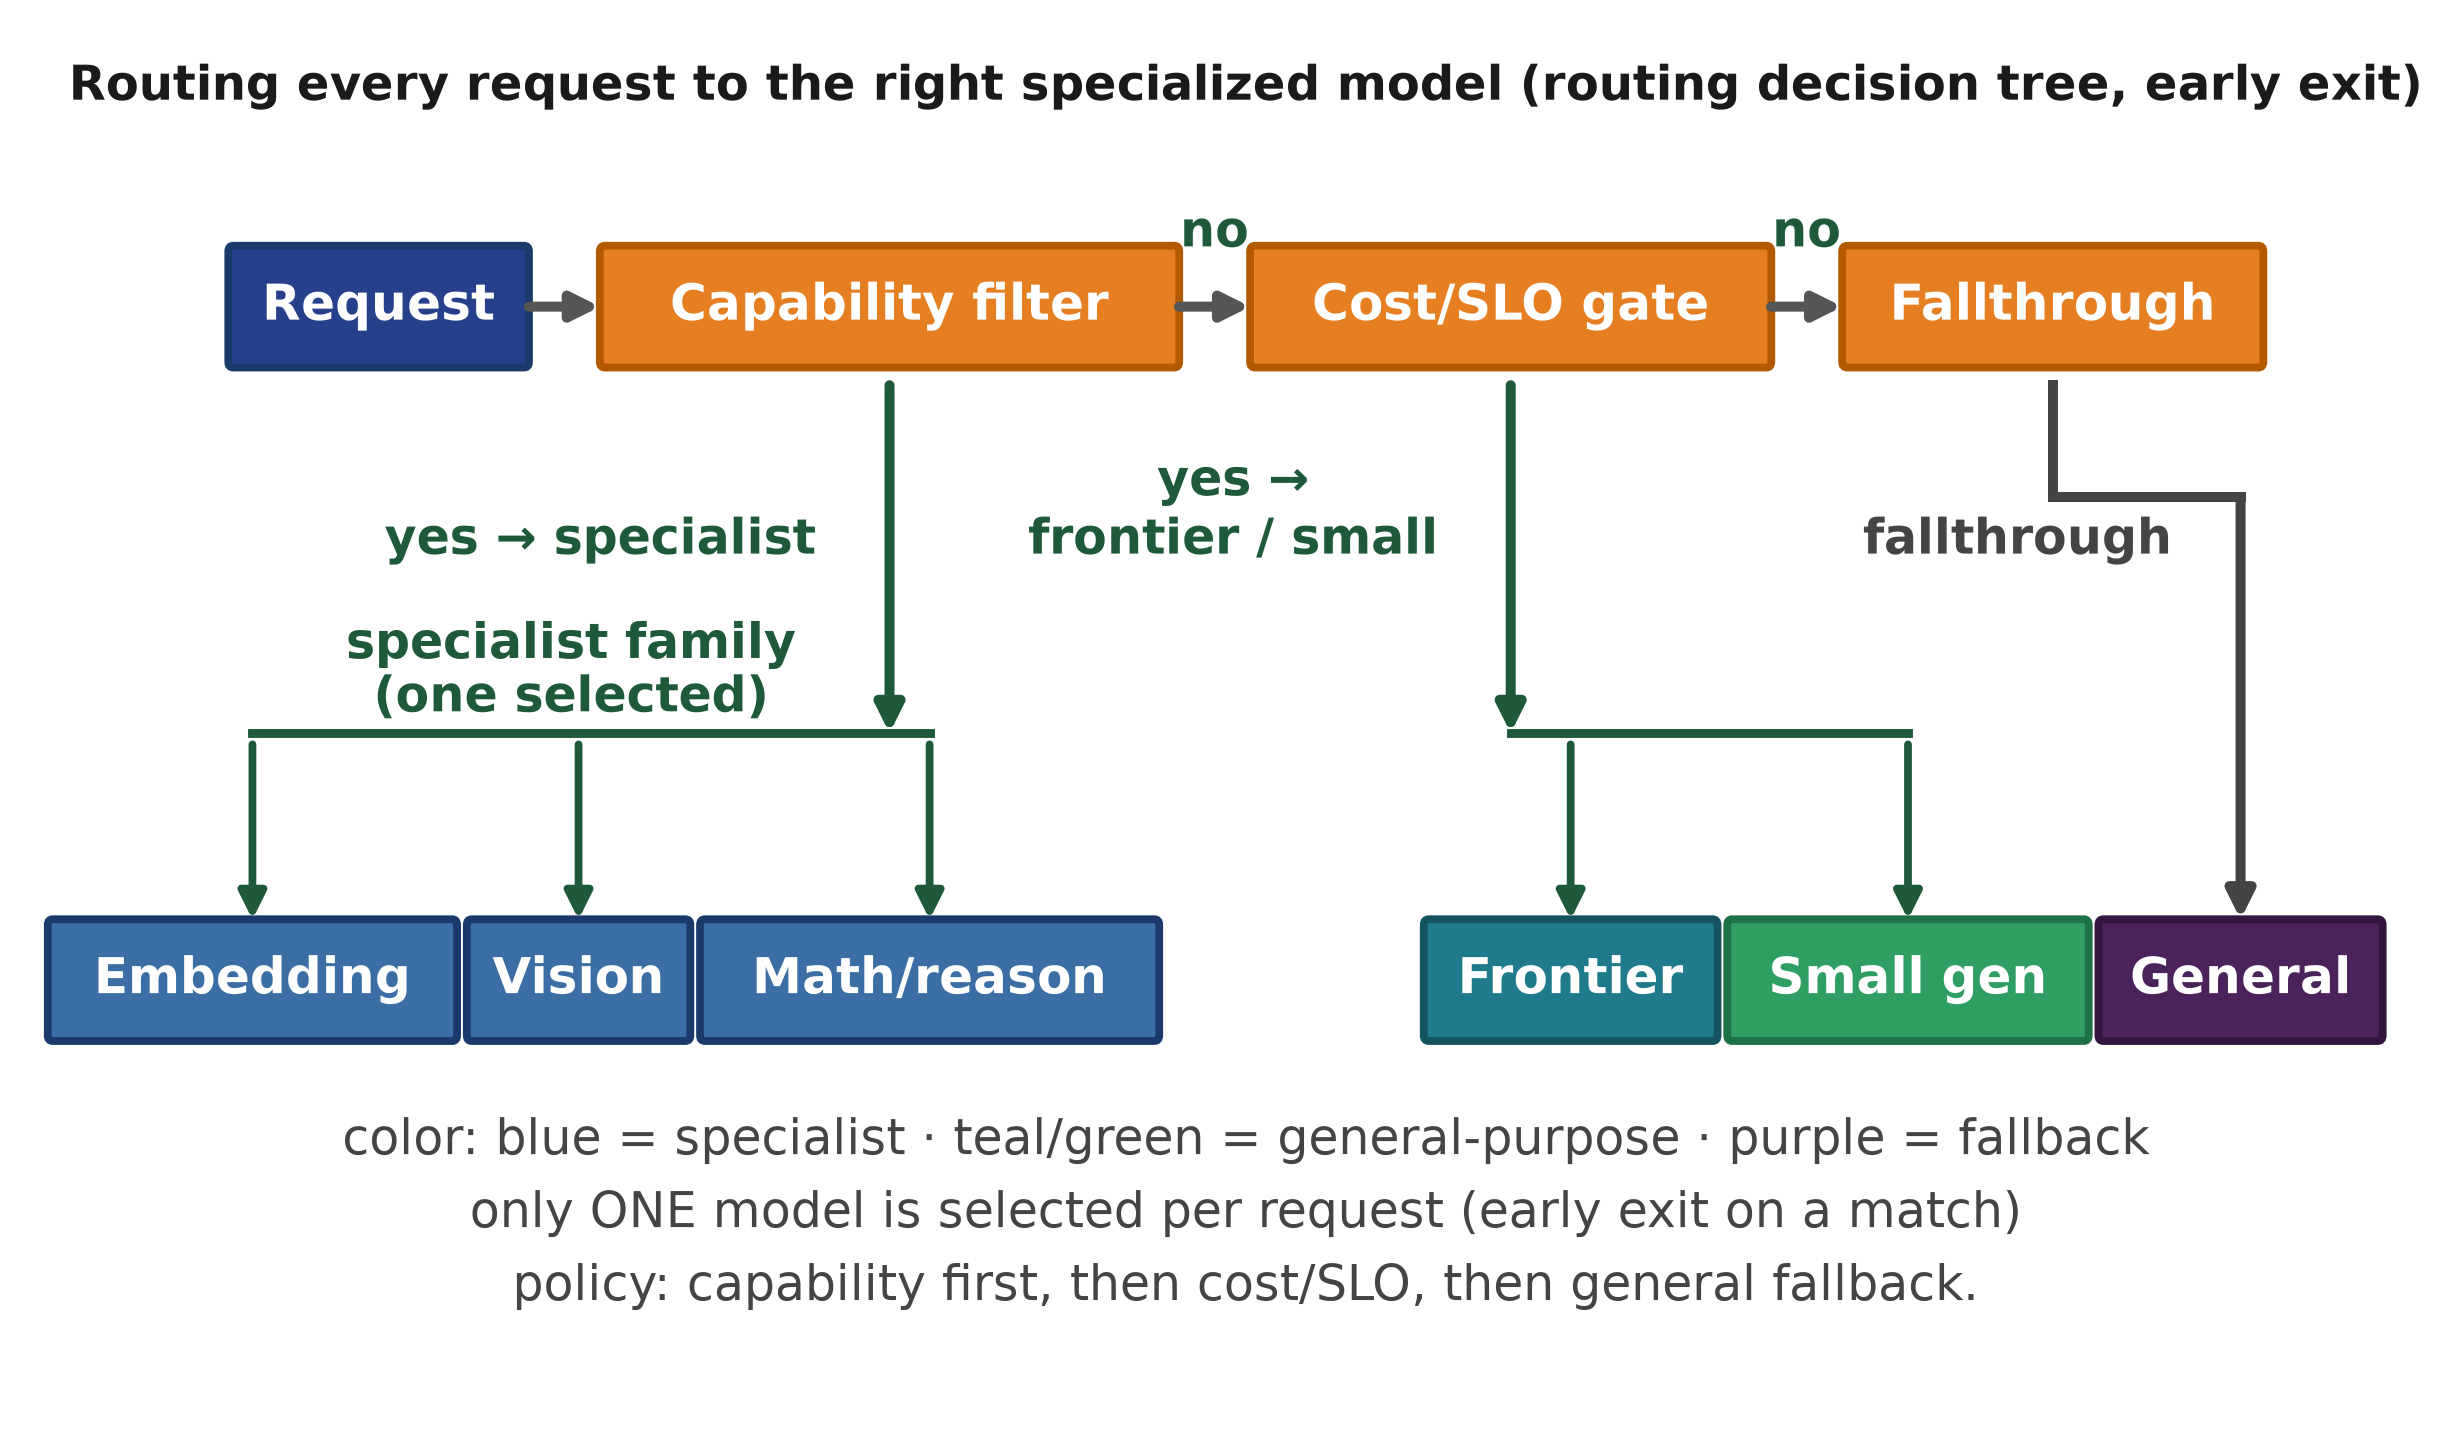 Routing every request to the right specialized model (routing decision tree, early exit)
no
no
Request
Capability filter
Cost/SLO gate
Fallthrough
yes →
frontier / small
yes → specialist
fallthrough
specialist family
(one selected)
Embedding
Vision
Math/reason
Frontier
Small gen
General
color: blue = specialist · teal/green = general-purpose · purple = fallback
only ONE model is selected per request (early exit on a match)
policy: capability first, then cost/SLO, then general fallback.